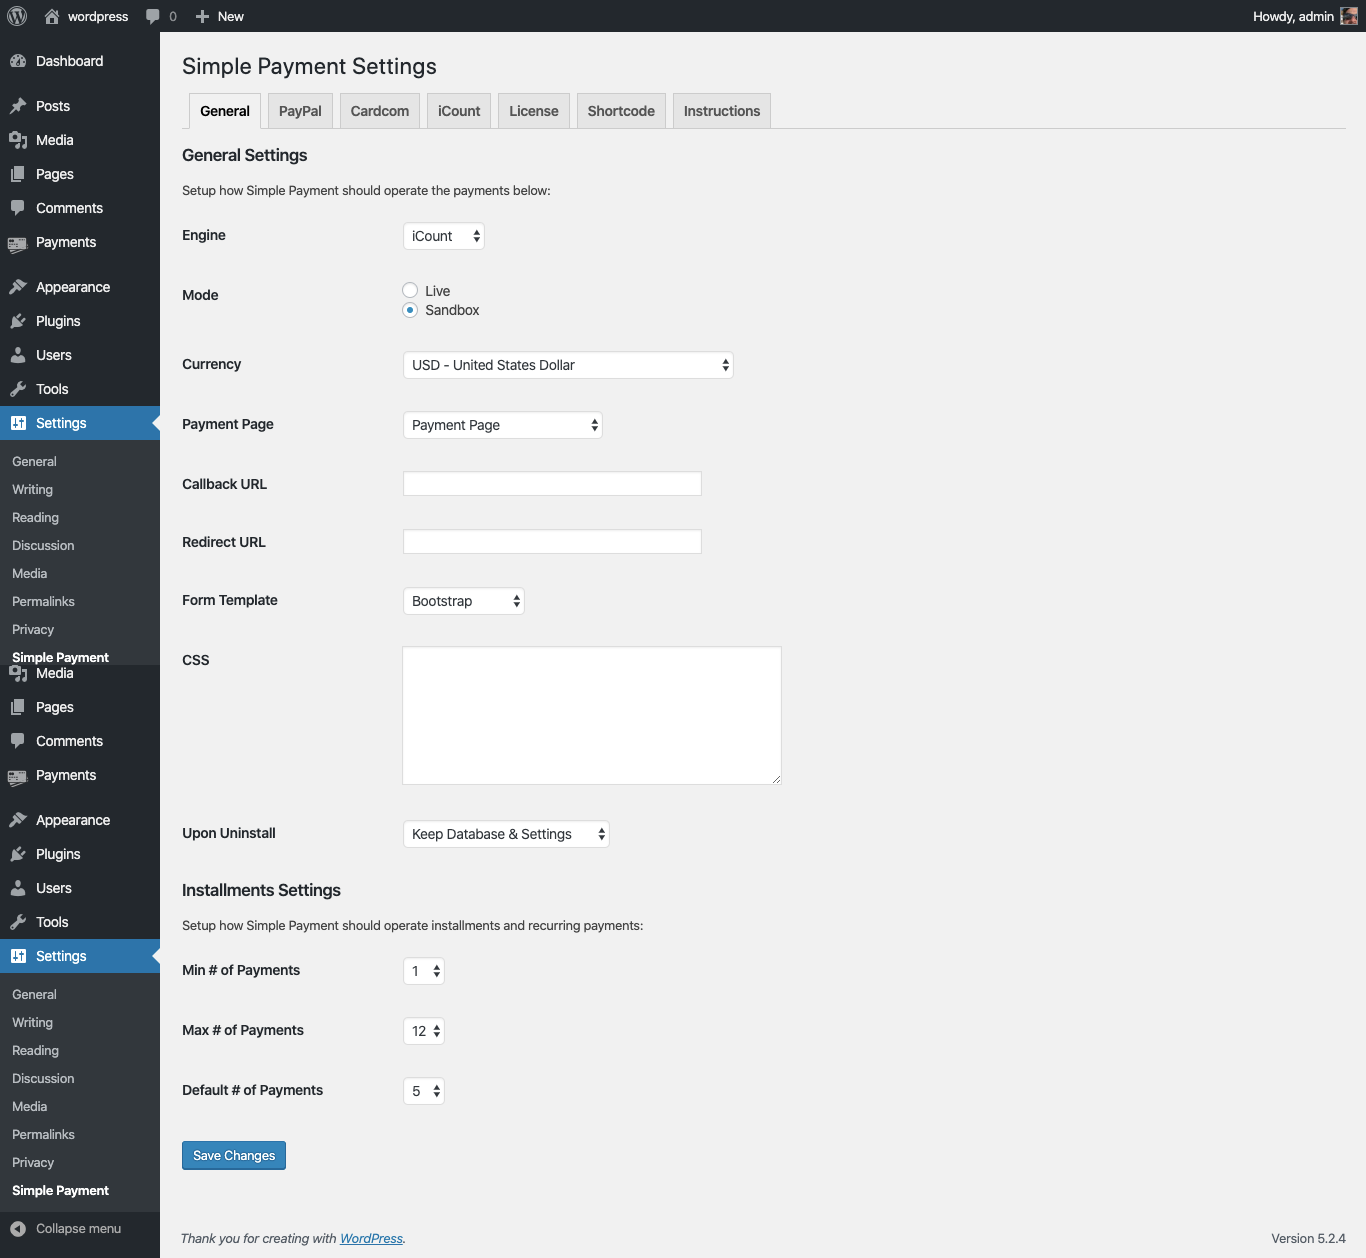 wordpress 0 New Howdy, admin
Dashboard
Posts
Media
Pages
Comments
Payments
Appearance
Plugins
Users
Tools
Settings
General
Writing
Reading
Discussion
Media
Permalinks
Privacy
Simple Payment
Media
Pages
Comments
Payments
Appearance
Plugins
Users
Tools
Settings
General
Writing
Reading
Discussion
Media
Permalinks
Privacy
Simple Payment
Collapse menu
Simple Payment Settings
General PayPal Cardcom iCount License Shortcode Instructions
General Settings
Setup how Simple Payment should operate the payments below:
Engine iCount
Mode Live
Sandbox
Currency USD - United States Dollar
Payment Page Payment Page
Callback URL
Redirect URL
Form Template Bootstrap
CSS
Upon Uninstall Keep Database & Settings
Installments Settings
Setup how Simple Payment should operate installments and recurring payments:
Min # of Payments 1
Max # of Payments 12
Default # of Payments 5
Save Changes
Thank you for creating with WordPress. Version 5.2.4